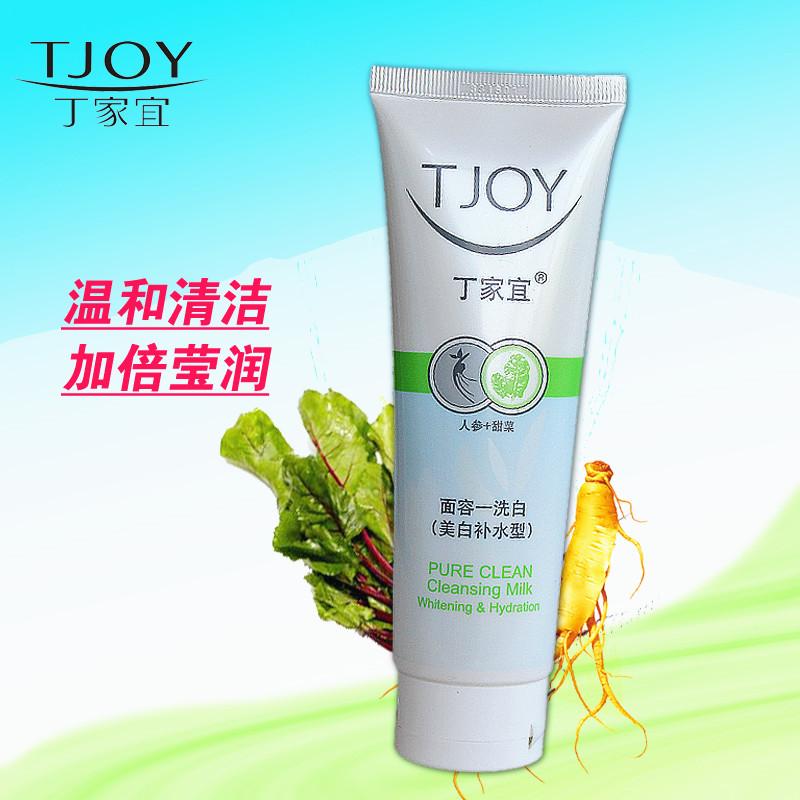 TJOY
丁家宜
温和清洁
加倍莹润
TJOY
丁家宜®
人参+甜菜
面容一洗白
(美白补水型)
PURE CLEAN
Cleansing Milk
Whitening & Hydration